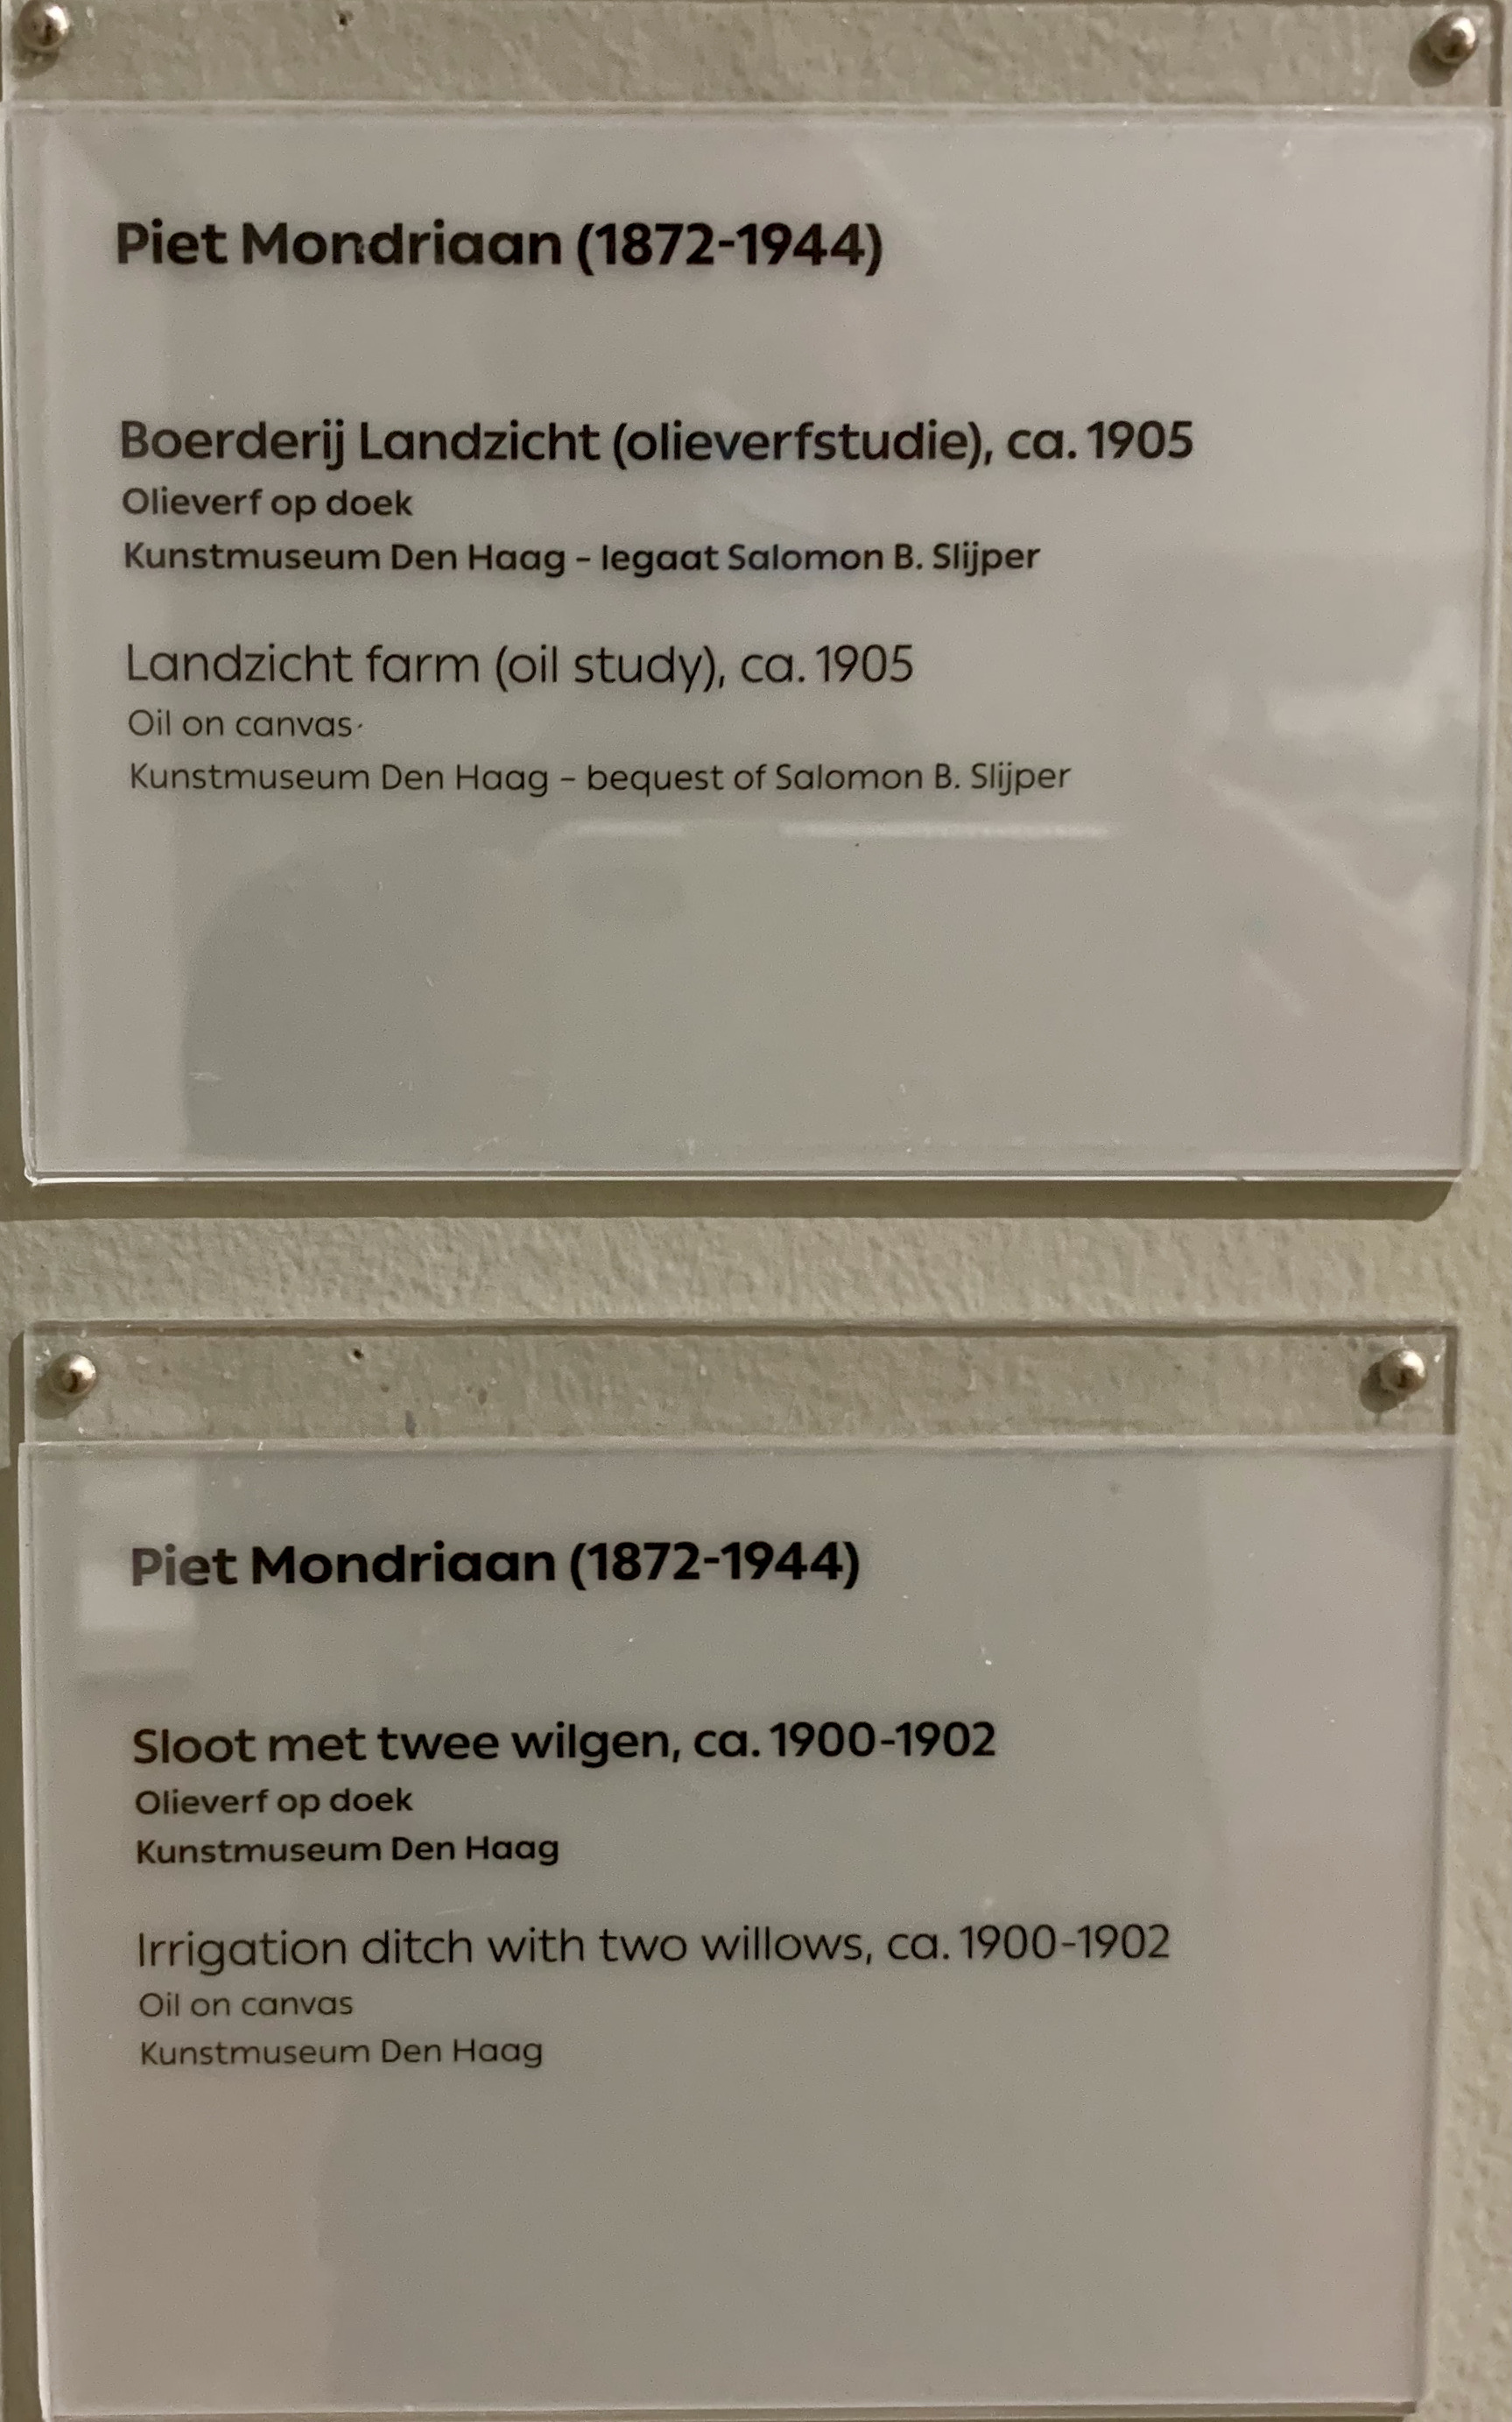 Piet Mondriaan (1872-1944)
Boerderij Landzicht (olieverfstudie), ca. 1905
Olieverf op doek
Kunstmuseum Den Haag – legaat Salomon B. Slijper
Landzicht farm (oil study), ca. 1905
Oil on canvas
Kunstmuseum Den Haag – bequest of Salomon B. Slijper
Piet Mondriaan (1872-1944)
Sloot met twee wilgen, ca. 1900-1902
Olieverf op doek
Kunstmuseum Den Haag
Irrigation ditch with two willows, ca. 1900-1902
Oil on canvas
Kunstmuseum Den Haag